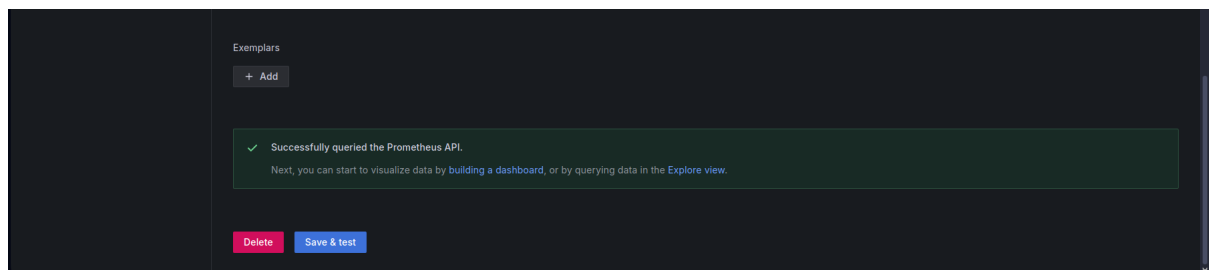 Exemplars
+ Add
Successfully queried the Prometheus API.
Next, you can start to visualize data by building a dashboard, or by querying data in the Explore view.
Delete
Save & test